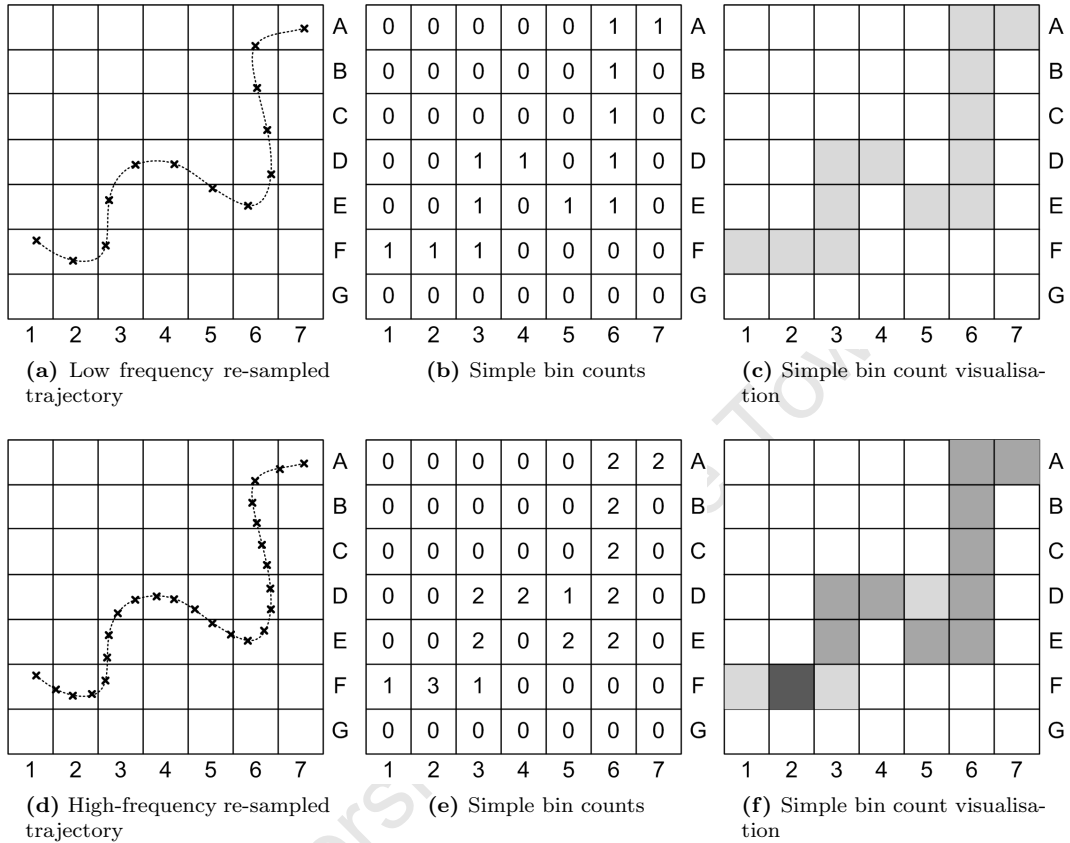 A
B
C
D
E
F
G
1 2 3 4 5 6 7
(a) Low frequency re-sampled
trajectory
0 0 0 0 0 1 1 A
0 0 0 0 0 1 0 B
0 0 0 0 0 1 0 C
0 0 1 1 0 1 0 D
0 0 1 0 1 1 0 E
1 1 1 0 0 0 0 F
0 0 0 0 0 0 0 G
1 2 3 4 5 6 7
(b) Simple bin counts
A
B
C
D
E
F
G
1 2 3 4 5 6 7
(c) Simple bin count visualisa-
tion
A
B
C
D
E
F
G
1 2 3 4 5 6 7
(d) High-frequency re-sampled
trajectory
0 0 0 0 0 2 2 A
0 0 0 0 0 2 0 B
0 0 0 0 0 2 0 C
0 0 2 2 1 2 0 D
0 0 2 0 2 2 0 E
1 3 1 0 0 0 0 F
0 0 0 0 0 0 0 G
1 2 3 4 5 6 7
(e) Simple bin counts
A
B
C
D
E
F
G
1 2 3 4 5 6 7
(f) Simple bin count visualisa-
tion